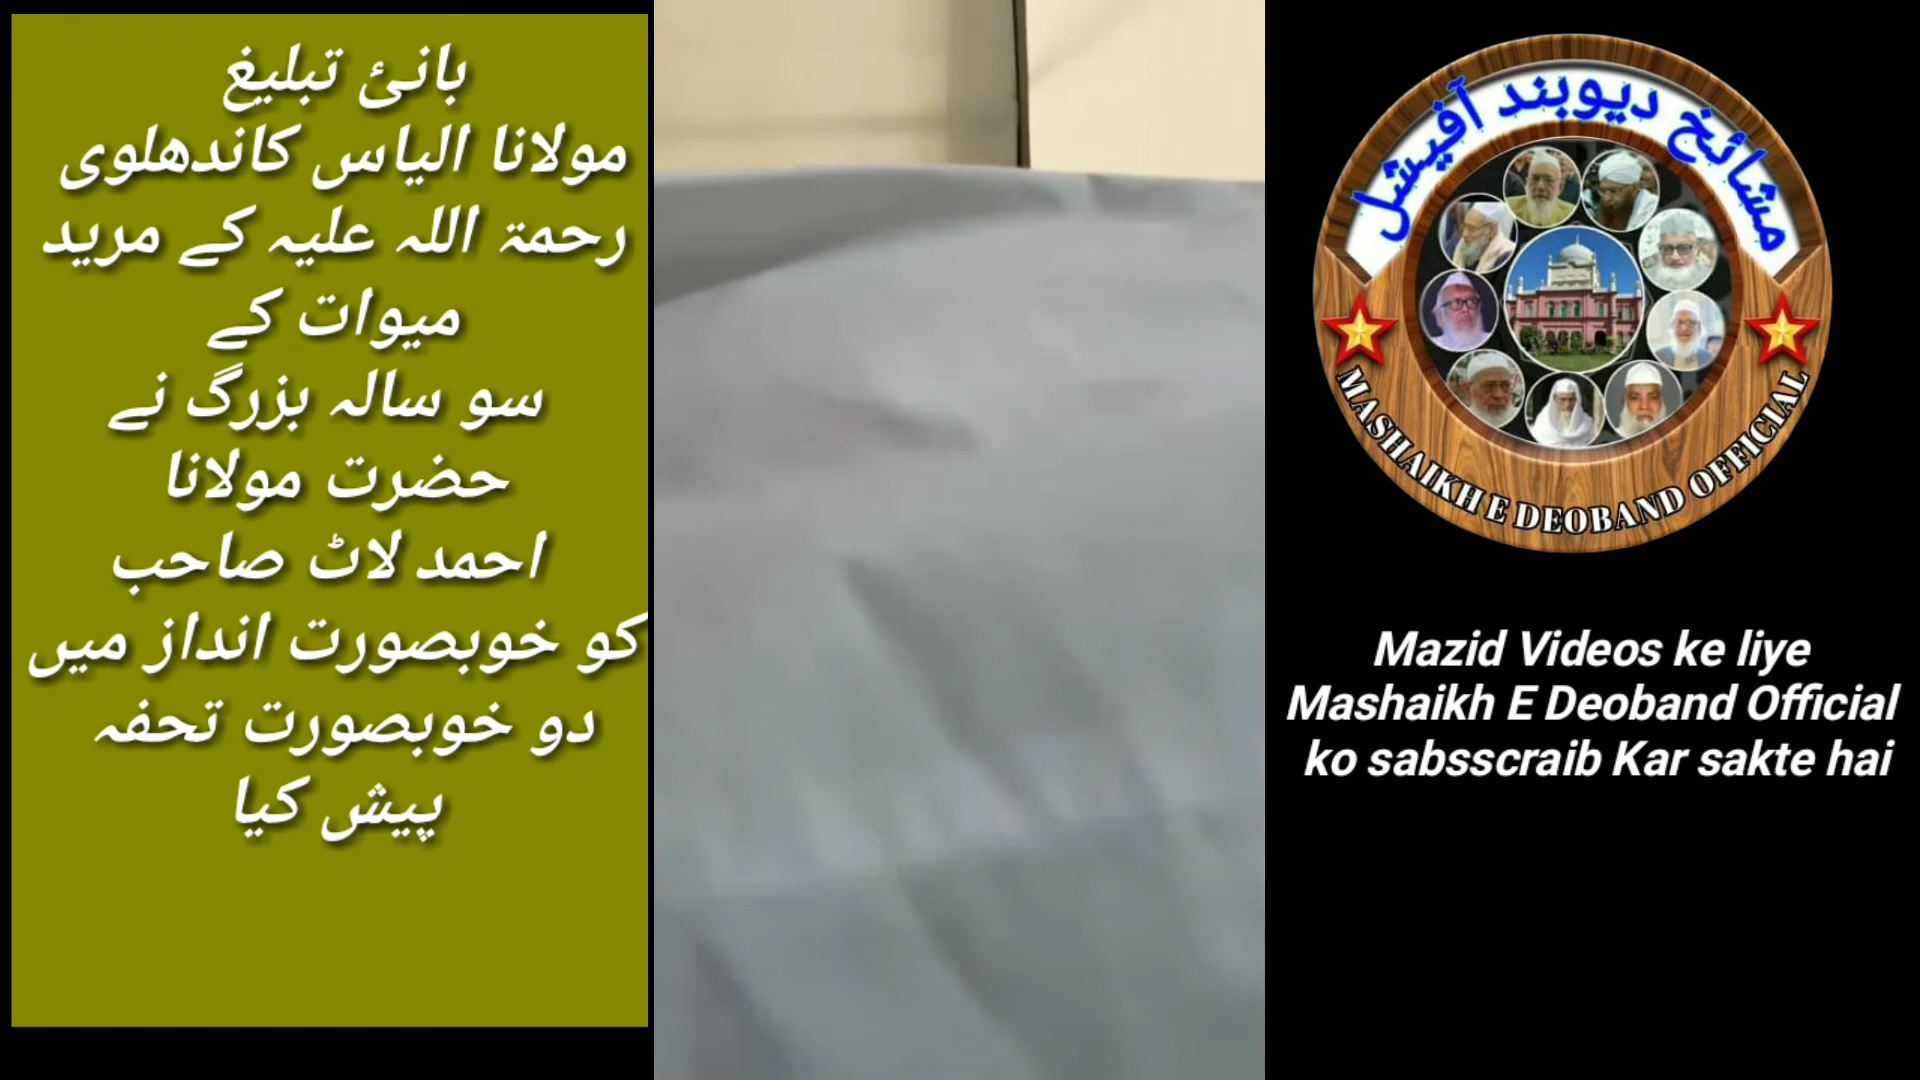 بانئ تبلیغ
مولانا الیاس کاندھلوی
رحمۃ اللہ علیہ کے مرید
میوات کے
سو سالہ بزرگ نے
حضرت مولانا
احمد لاٹ صاحب
کو خوبصورت انداز میں
دو خوبصورت تحفہ
پیش کیا
مشائخ دیوبند آفیشل
MASHAIKH E DEOBAND OFFICIAL
Mazid Videos ke liye
Mashaikh E Deoband Official
ko sabsscraib Kar sakte hai